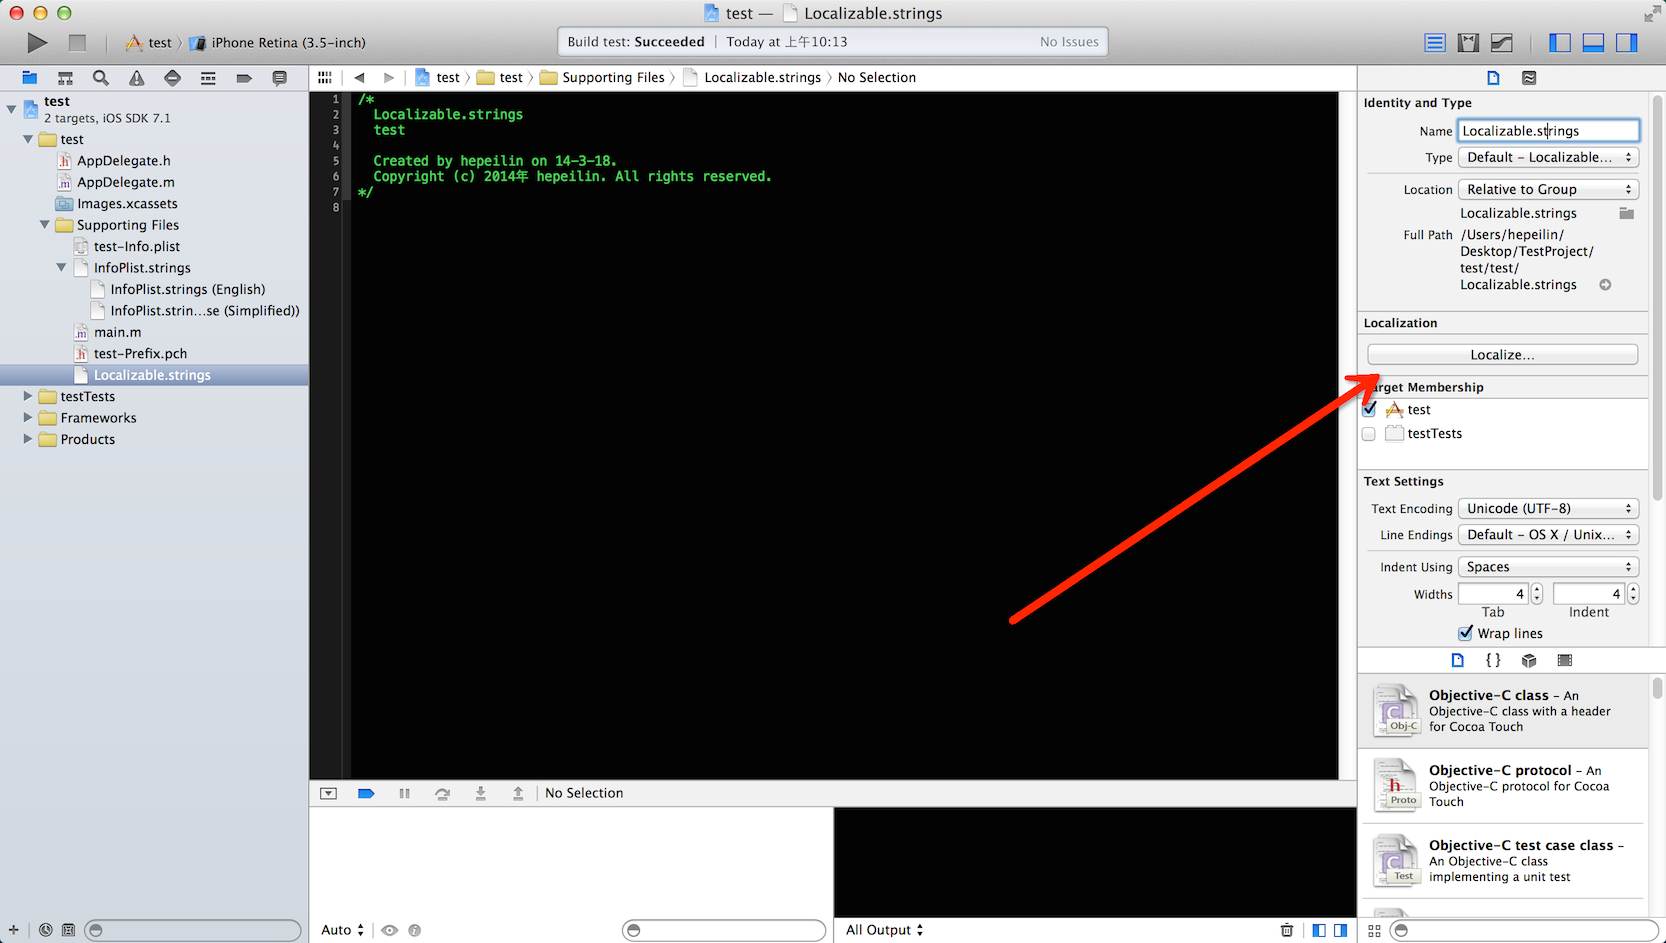 test — Localizable.strings
test 〉 iPhone Retina (3.5-inch)
Build test: Succeeded | Today at 上午10:13 No Issues
test 〉 test 〉 Supporting Files 〉 Localizable.strings 〉 No Selection
test
2 targets, iOS SDK 7.1
test
AppDelegate.h
AppDelegate.m
Images.xcassets
Supporting Files
test-Info.plist
InfoPlist.strings
InfoPlist.strings (English)
InfoPlist.strin...se (Simplified))
main.m
test-Prefix.pch
Localizable.strings
testTests
Frameworks
Products
1 /*
2 Localizable.strings
3 test
4
5 Created by hepeilin on 14-3-18.
6 Copyright (c) 2014年 hepeilin. All rights reserved.
7 */
8
Identity and Type
Name Localizable.strings
Type Default - Localizable...
Location Relative to Group
Localizable.strings
Full Path /Users/hepeilin/
Desktop/TestProject/
test/test/
Localizable.strings
Localization
Localize...
arget Membership
test
testTests
Text Settings
Text Encoding Unicode (UTF-8)
Line Endings Default - OS X / Unix...
Indent Using Spaces
Widths 4 4
Tab Indent
Wrap lines
{ }
Objective-C class - An
Objective-C class with a header
for Cocoa Touch
Obj-C
Objective-C protocol - An
Objective-C protocol for Cocoa
Touch
h
Proto
Objective-C test case class -
An Objective-C class
implementing a unit test
C
Test
No Selection
Auto
All Output